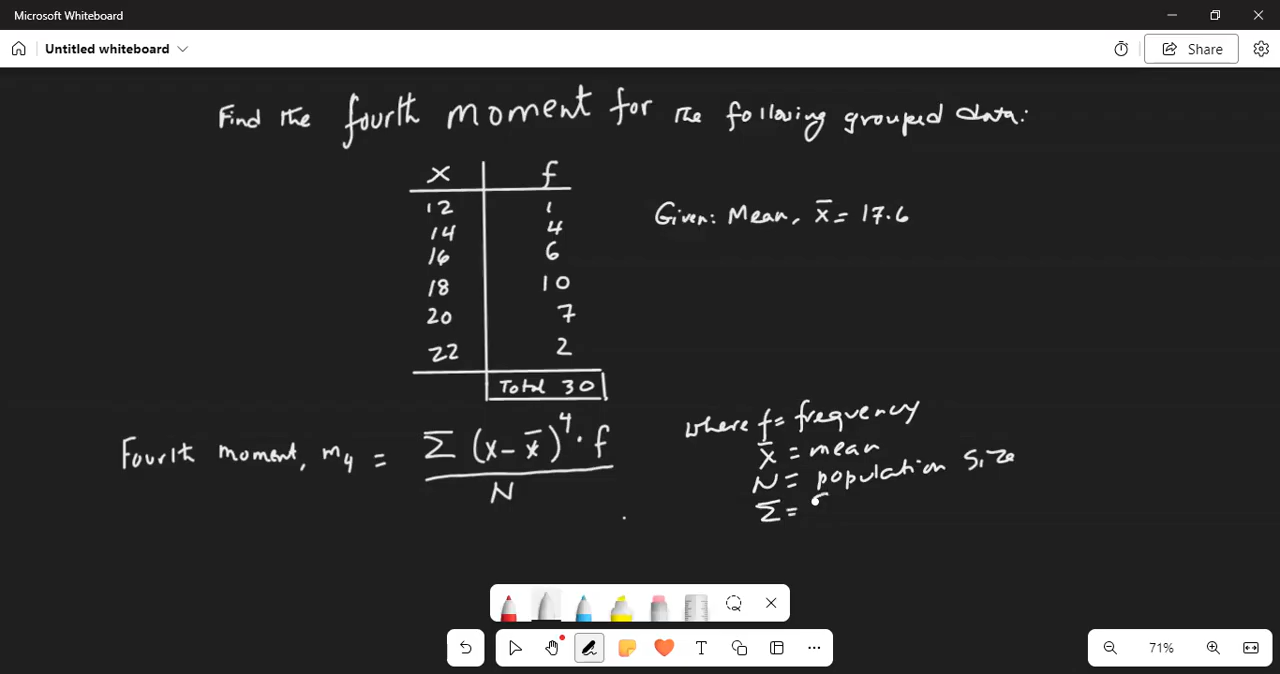 Microsoft Whiteboard
Untitled whiteboard
Share
Find the fourth moment for the following grouped data:
x f
12 1
14 4
16 6
18 10
20 7
22 2
Total 30
Given: Mean, x̄ = 17.6
Fourth moment, m₄ = Σ (x - x̄)⁴ · f / N
where f = frequency
x̄ = mean
N = population size
Σ =
71%